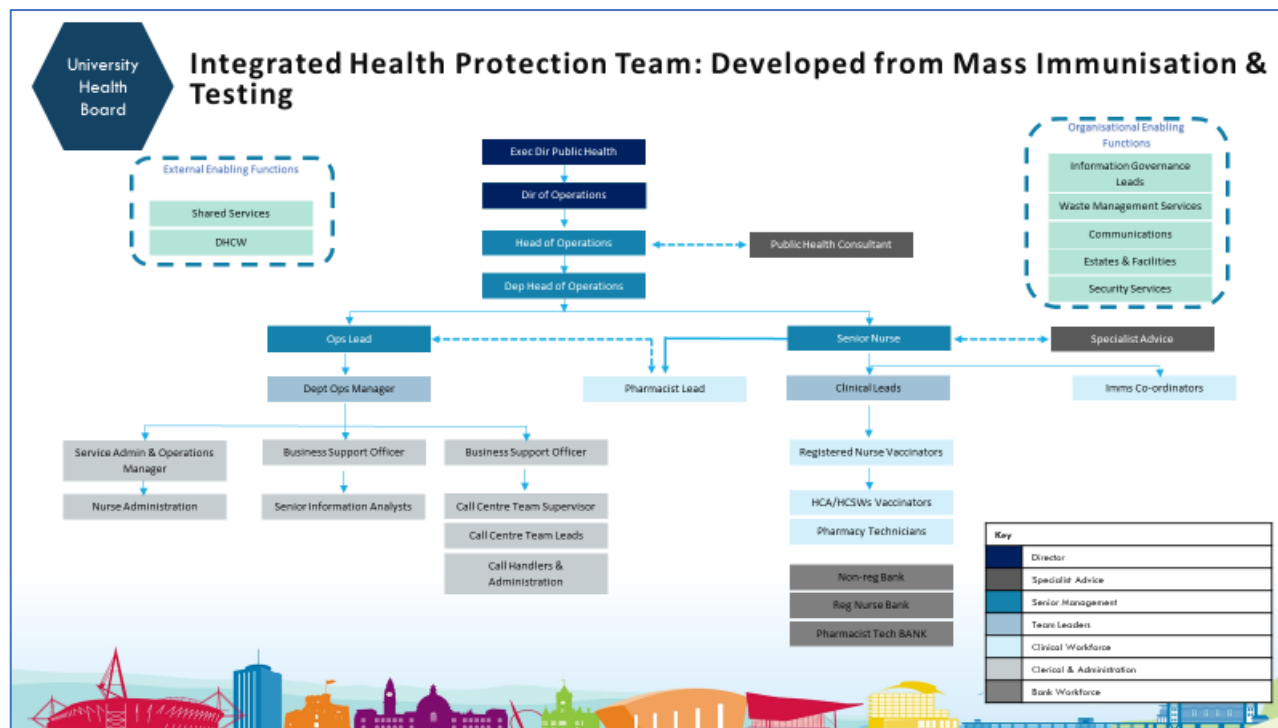 University
Health
Board
Integrated Health Protection Team: Developed from Mass Immunisation &
Testing
External Enabling Functions
Shared Services
DHCW
Exec Dir Public Health
Dir of Operations
Head of Operations
Public Health Consultant
Dep Head of Operations
Organisational Enabling
Functions
Information Governance
Leads
Waste Management Services
Communications
Estates & Facilities
Security Services
Ops Lead
Senior Nurse
Specialist Advice
Dept Ops Manager
Pharmacist Lead
Clinical Leads
Imms Co-ordinators
Service Admin & Operations
Manager
Business Support Officer
Business Support Officer
Registered Nurse Vaccinators
Nurse Administration
Senior Information Analysts
Call Centre Team Supervisor
HCA/HCSWs Vaccinators
Call Centre Team Leads
Pharmacy Technicians
Call Handlers &
Administration
Non-reg Bank
Reg Nurse Bank
Pharmacist Tech BANK
Key
Director
Specialist Advice
Senior Management
Team Leaders
Clinical Workforce
Clerical & Administration
Bank Workforce